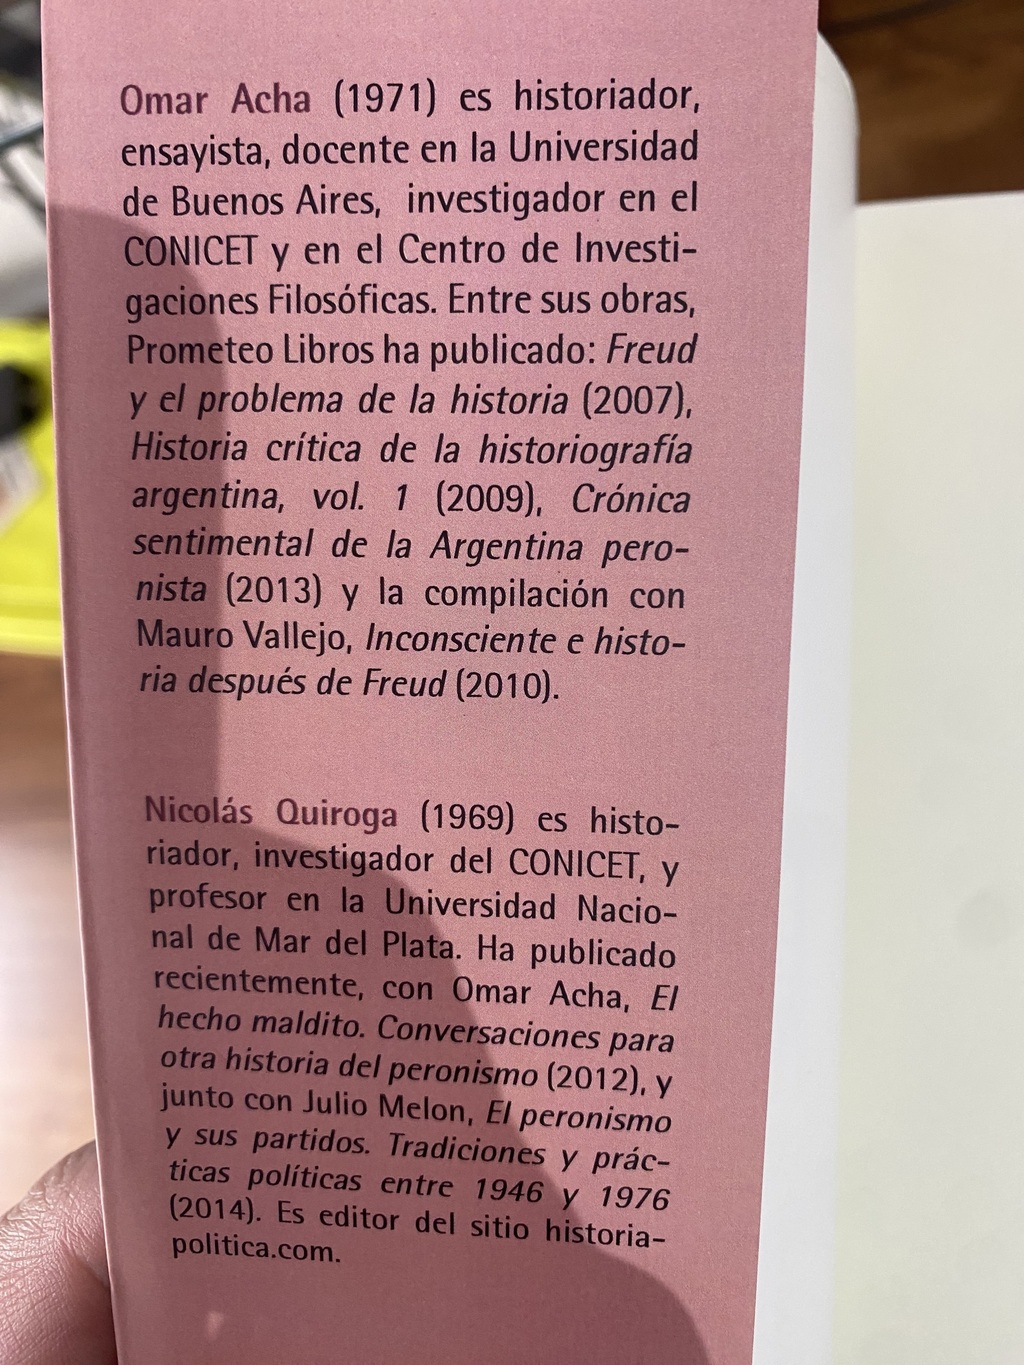 Omar Acha (1971) es historiador,
ensayista, docente en la Universidad
de Buenos Aires, investigador en el
CONICET y en el Centro de Investi-
gaciones Filosóficas. Entre sus obras,
Prometeo Libros ha publicado: Freud
y el problema de la historia (2007),
Historia crítica de la historiografía
argentina, vol. 1 (2009), Crónica
sentimental de la Argentina pero-
nista (2013) y la compilación con
Mauro Vallejo, Inconsciente e histo-
ria después de Freud (2010).
Nicolás Quiroga (1969) es histo-
riador, investigador del CONICET, y
profesor en la Universidad Nacio-
nal de Mar del Plata. Ha publicado
recientemente, con Omar Acha, El
hecho maldito. Conversaciones para
otra historia del peronismo (2012), y
junto con Julio Melon, El peronismo
y sus partidos. Tradiciones y prác-
ticas políticas entre 1946 y 1976
(2014). Es editor del sitio historia-
politica.com.